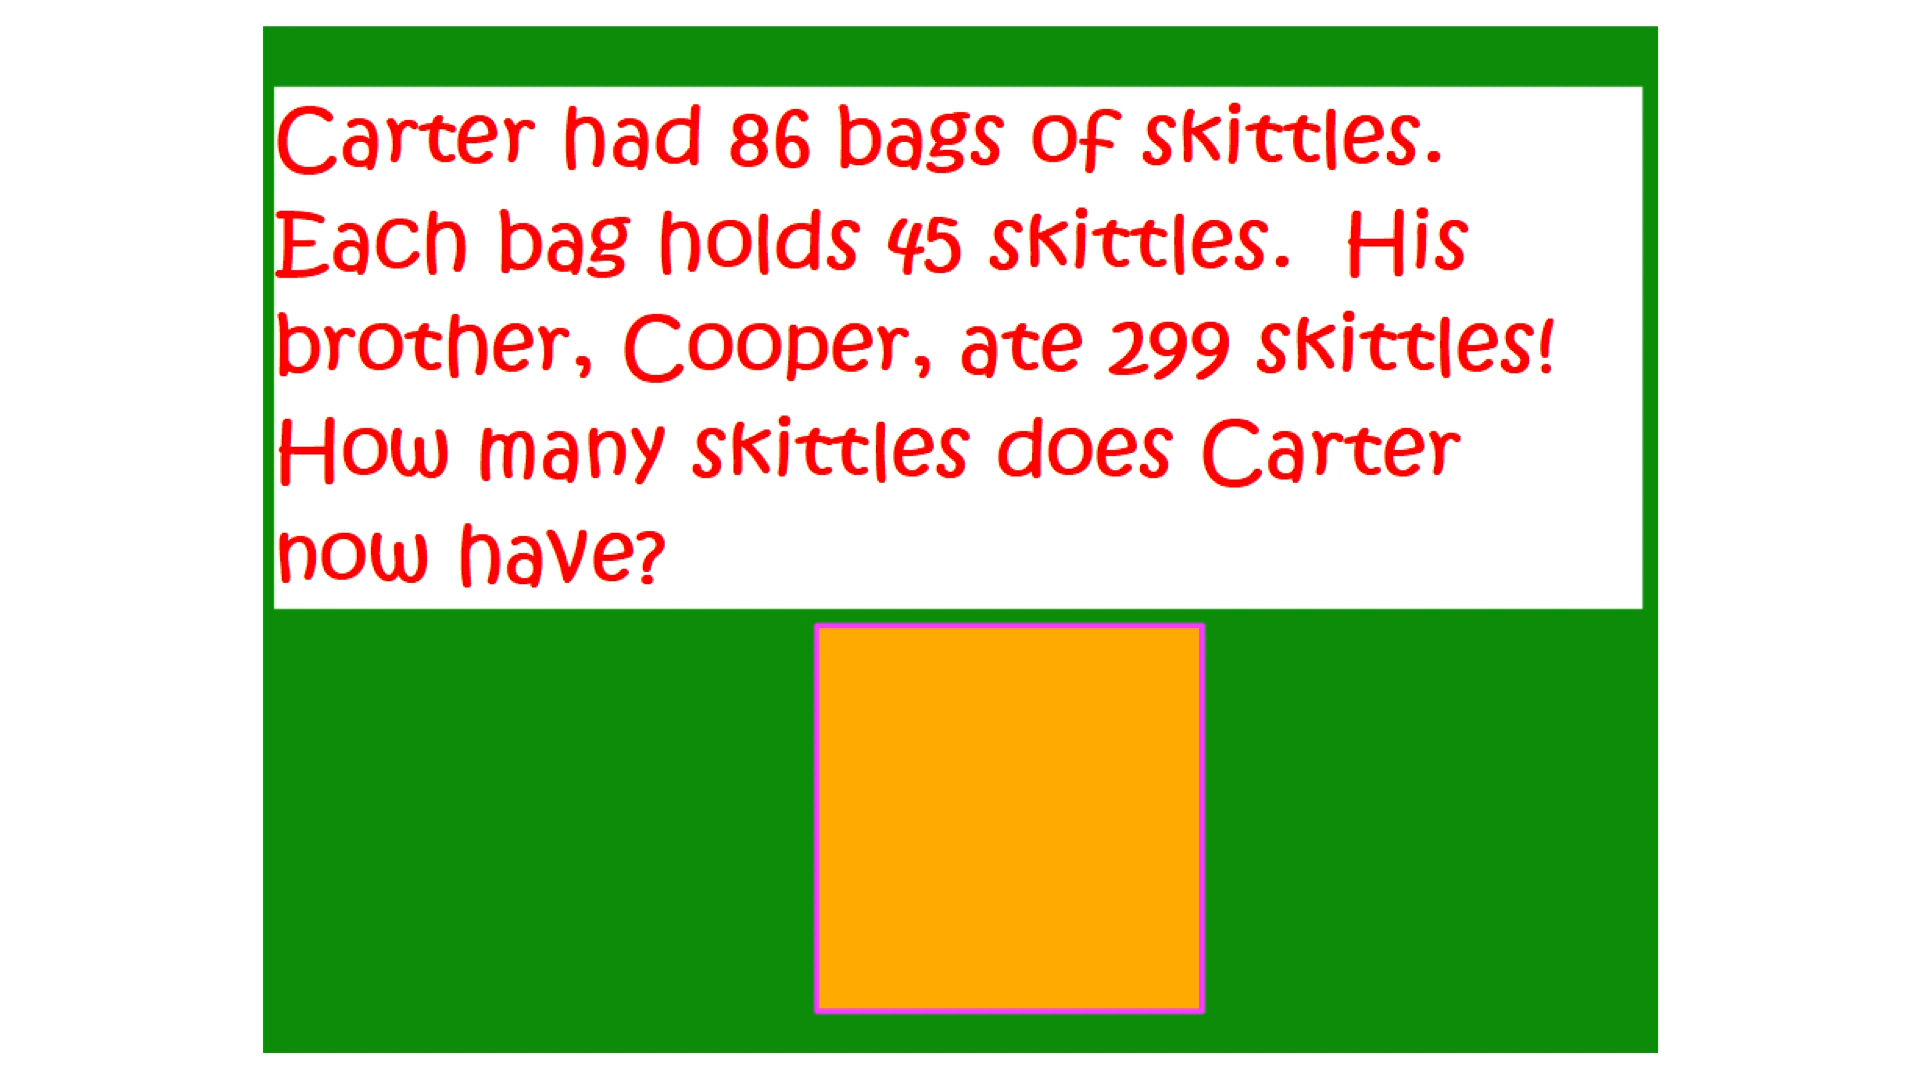 Carter had 86 bags of skittles.
Each bag holds 45 skittles.  His
brother, Cooper, ate 299 skittles!
How many skittles does Carter
now have?